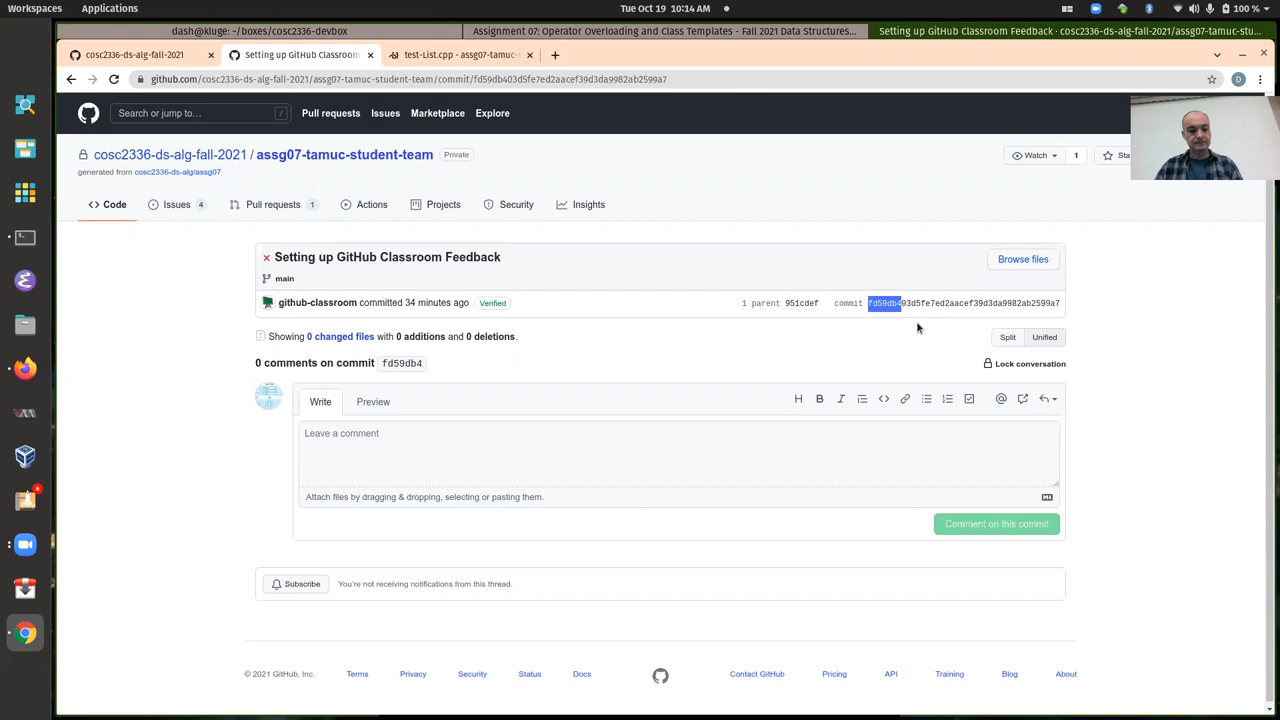 Workspaces
Applications
Tue Oct 19 10:14 AM
100 %
dash@kluge: ~/boxes/cosc2336-devbox
Assignment 07: Operator Overloading and Class Templates - Fall 2021 Data Structures...
Setting up GitHub Classroom Feedback · cosc2336-ds-alg-fall-2021/assg07-tamuc-stu...
cosc2336-ds-alg-fall-2021
Setting up GitHub Classroom
test-List.cpp - assg07-tamuc-s
github.com/cosc2336-ds-alg-fall-2021/assg07-tamuc-student-team/commit/fd59db403d5fe7ed2aacef39d3da9982ab2599a7
D
Search or jump to...
/
Pull requests
Issues
Marketplace
Explore
cosc2336-ds-alg-fall-2021 / assg07-tamuc-student-team
Private
Watch
1
Sta
generated from cosc2336-ds-alg/assg07
Code
Issues 4
Pull requests 1
Actions
Projects
Security
Insights
Setting up GitHub Classroom Feedback
Browse files
main
github-classroom committed 34 minutes ago
Verified
1 parent 951cdef
commit fd59db403d5fe7ed2aacef39d3da9982ab2599a7
Showing 0 changed files with 0 additions and 0 deletions.
Split
Unified
0 comments on commit fd59db4
Lock conversation
Write
Preview
Leave a comment
Attach files by dragging & dropping, selecting or pasting them.
Comment on this commit
Subscribe
You're not receiving notifications from this thread.
© 2021 GitHub, Inc.
Terms
Privacy
Security
Status
Docs
Contact GitHub
Pricing
API
Training
Blog
About